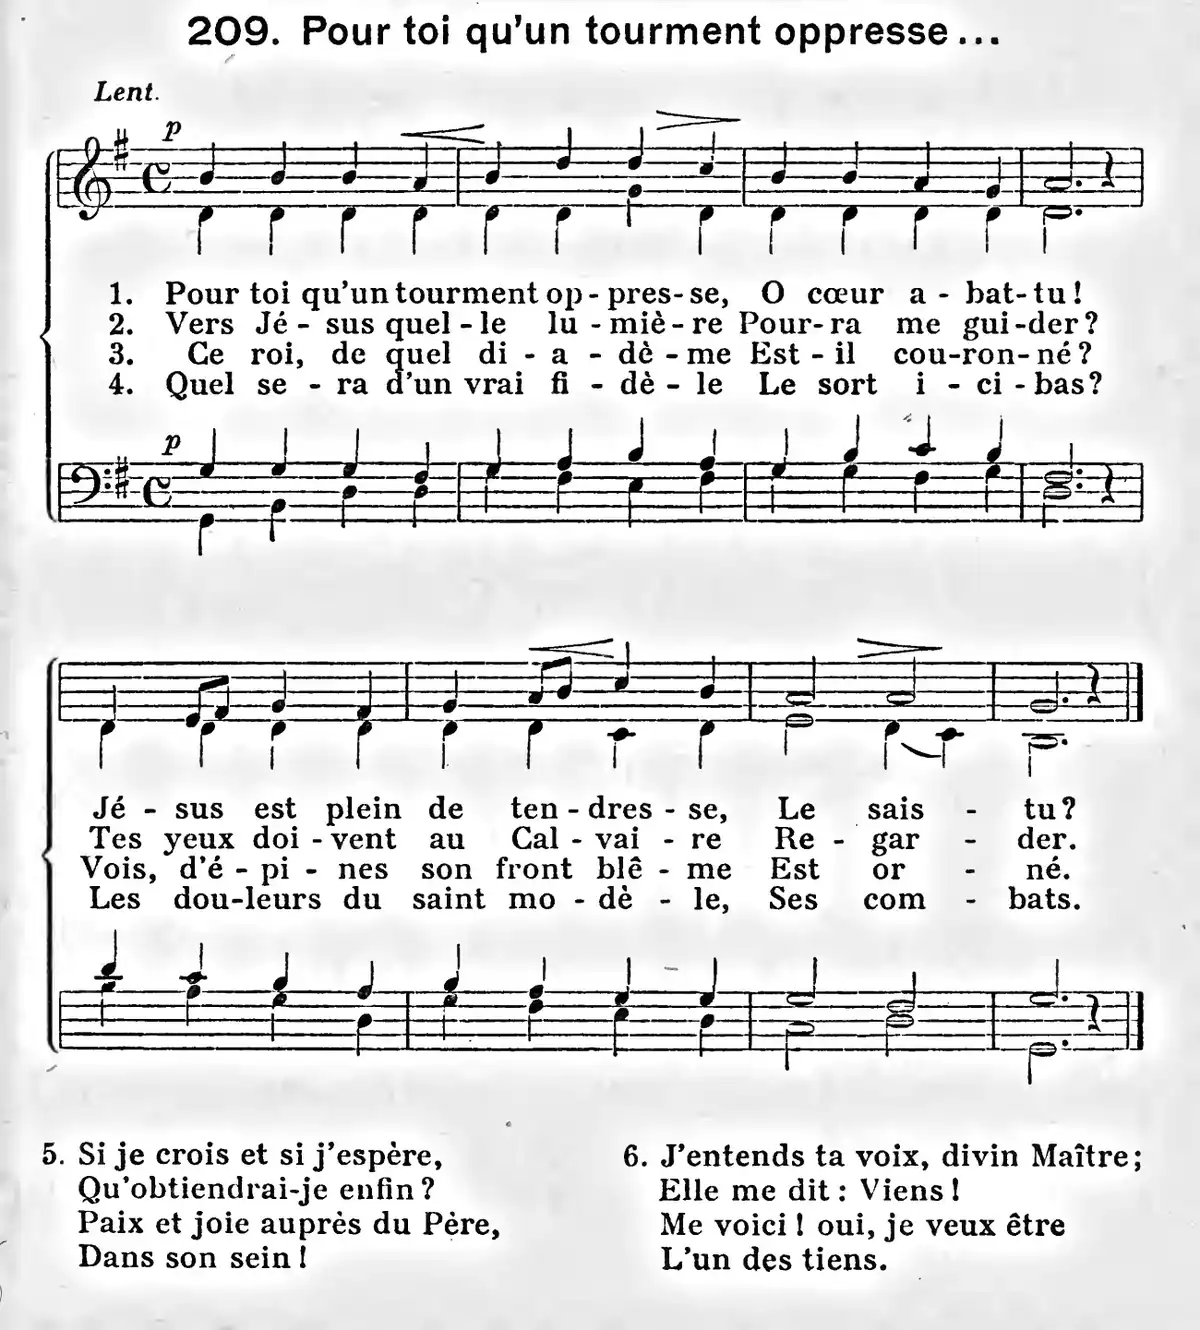 209. Pour toi qu'un tourment oppresse...
Lent.
p
1. Pour toi qu'un tourment op - pres - se, O cœur a - bat - tu !
2. Vers Jé - sus quel - le lu - miè - re Pour - ra me gui - der ?
3. Ce roi, de quel di - a - dè - me Est - il cou - ron - né ?
4. Quel se - ra d'un vrai fi - dè - le Le sort i - ci - bas ?
p
Jé - sus est plein de ten - dres - se, Le sais - tu ?
Tes yeux doi - vent au Cal - vai - re Re - gar - der.
Vois, d'é - pi - nes son front blê - me Est or - né.
Les dou - leurs du saint mo - dè - le, Ses com - bats.
5. Si je crois et si j'espère,
Qu'obtiendrai-je enfin ?
Paix et joie auprès du Père,
Dans son sein !
6. J'entends ta voix, divin Maître ;
Elle me dit : Viens !
Me voici ! oui, je veux être
L'un des tiens.